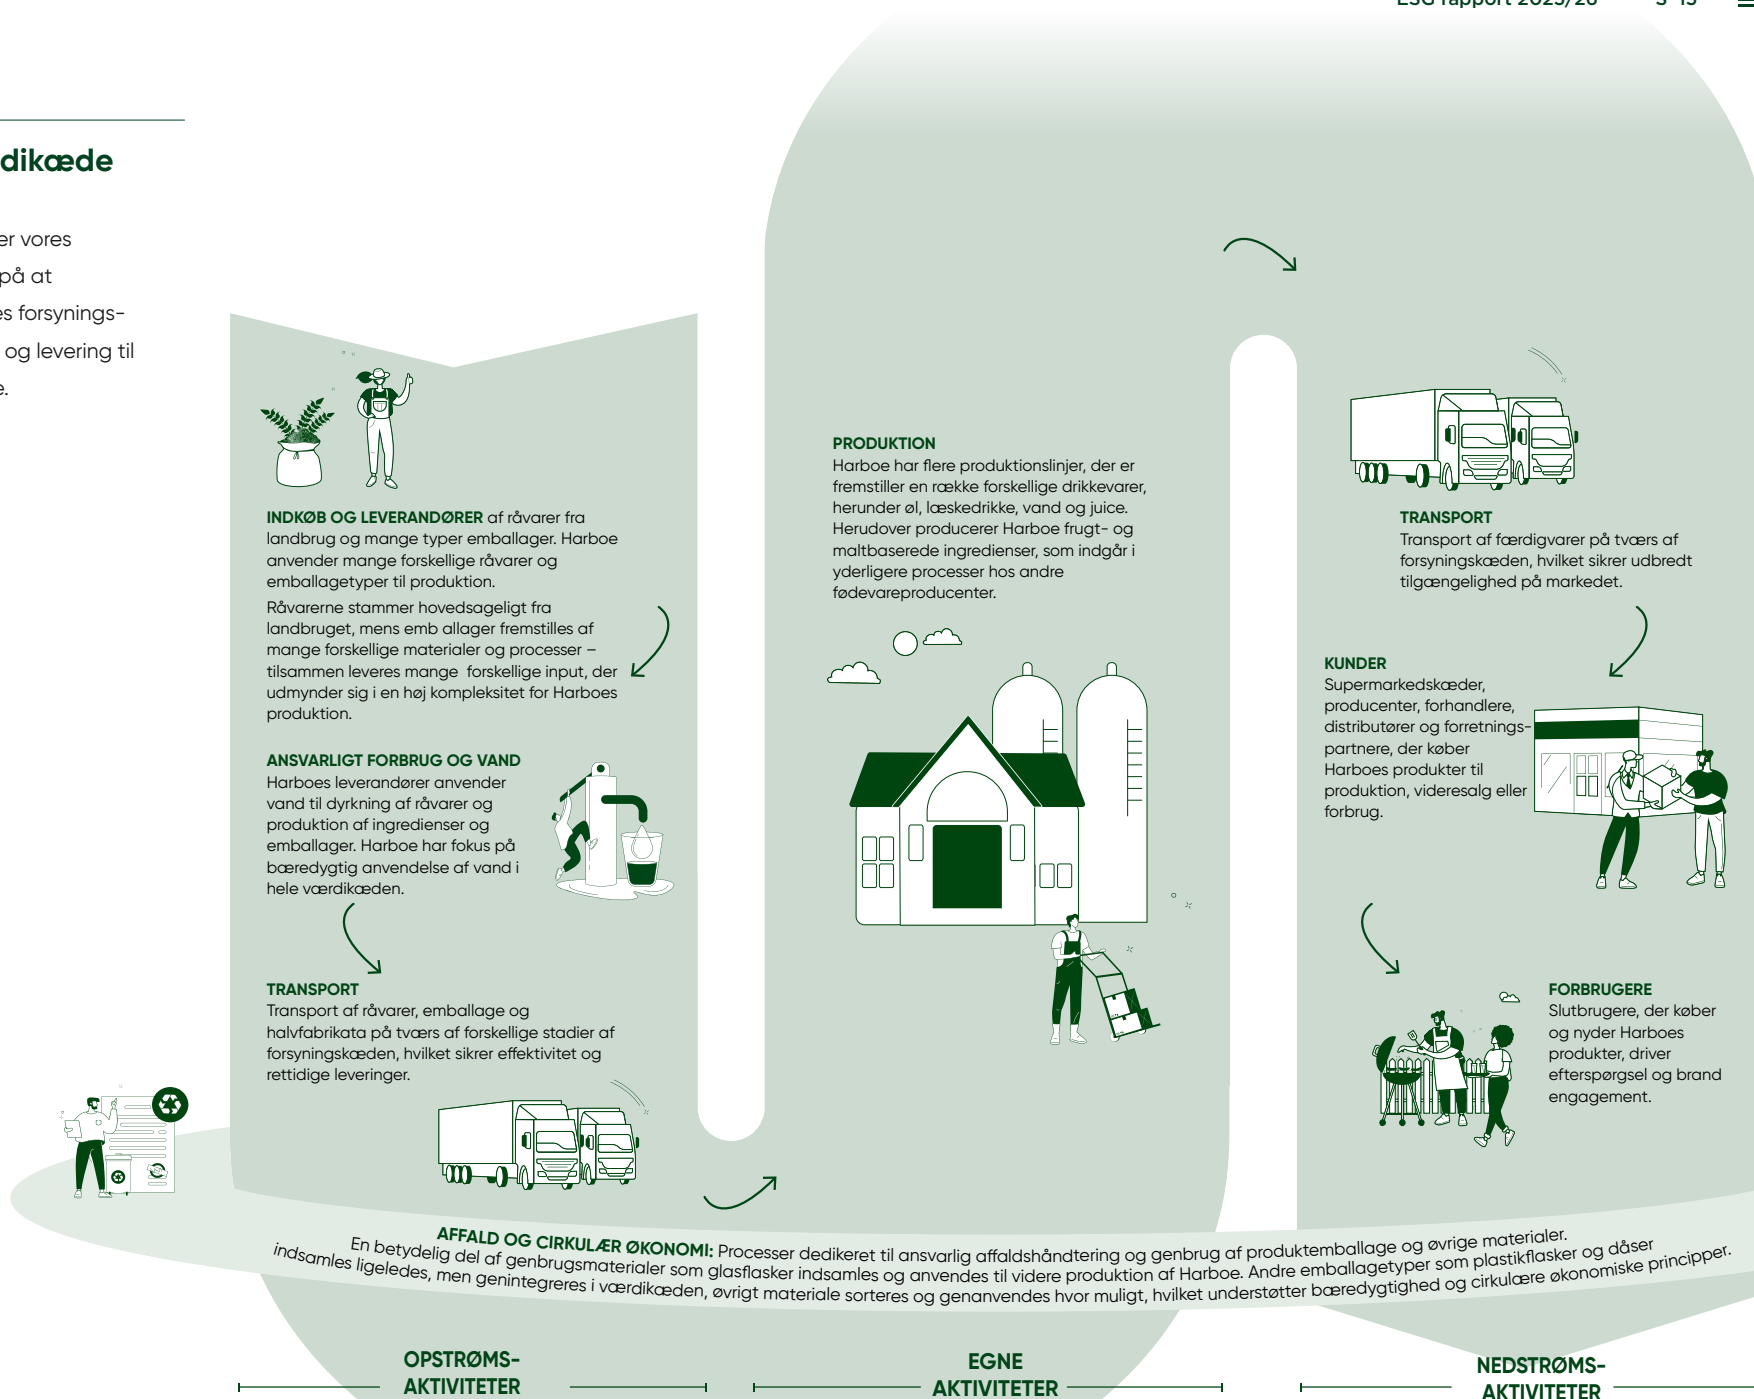 ESG rapport 2025/26
dikæde
er vores
på at
es forsynings-
og levering til
e.
INDKØB OG LEVERANDØRER af råvarer fra
landbrug og mange typer emballager. Harboe
anvender mange forskellige råvarer og
emballagetyper til produktion.
Råvarerne stammer hovedsageligt fra
landbruget, mens emb allager fremstilles af
mange forskellige materialer og processer –
tilsammen leveres mange  forskellige input, der
udmynder sig i en høj kompleksitet for Harboes
produktion.
ANSVARLIGT FORBRUG OG VAND
Harboes leverandører anvender
vand til dyrkning af råvarer og
produktion af ingredienser og
emballager. Harboe har fokus på
bæredygtig anvendelse af vand i
hele værdikæden.
TRANSPORT
Transport af råvarer, emballage og
halvfabrikata på tværs af forskellige stadier af
forsyningskæden, hvilket sikrer effektivitet og
rettidige leveringer.
PRODUKTION
Harboe har flere produktionslinjer, der er
fremstiller en række forskellige drikkevarer,
herunder øl, læskedrikke, vand og juice.
Herudover producerer Harboe frugt- og
maltbaserede ingredienser, som indgår i
yderligere processer hos andre
fødevareproducenter.
TRANSPORT
Transport af færdigvarer på tværs af
forsyningskæden, hvilket sikrer udbredt
tilgængelighed på markedet.
KUNDER
Supermarkedskæder,
producenter, forhandlere,
distributører og forretnings-
partnere, der køber
Harboes produkter til
produktion, videresalg eller
forbrug.
FORBRUGERE
Slutbrugere, der køber
og nyder Harboes
produkter, driver
efterspørgsel og brand
engagement.
AFFALD OG CIRKULÆR ØKONOMI: Processer dedikeret til ansvarlig affaldshåndtering og genbrug af produktemballage og øvrige materialer.
En betydelig del af genbrugsmaterialer som glasflasker indsamles og anvendes til videre produktion af Harboe. Andre emballagetyper som plastikflasker og dåser
indsamles ligeledes, men genintegreres i værdikæden, øvrigt materiale sorteres og genanvendes hvor muligt, hvilket understøtter bæredygtighed og cirkulære økonomiske principper.
OPSTRØMS-
AKTIVITETER
EGNE
AKTIVITETER
NEDSTRØMS-
AKTIVITETER